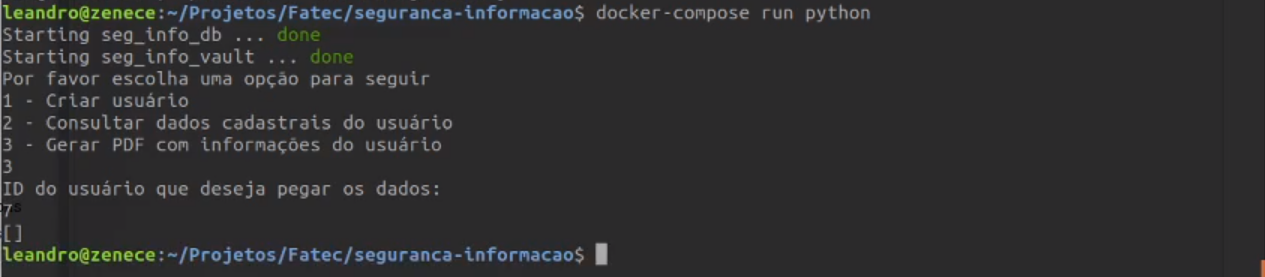 leandro@zenece:~/Projetos/Fatec/seguranca-informacao$ docker-compose run python
Starting seg_info_db ... done
Starting seg_info_vault ... done
Por favor escolha uma opção para seguir
1 - Criar usuário
2 - Consultar dados cadastrais do usuário
3 - Gerar PDF com informações do usuário
3
ID do usuário que deseja pegar os dados:
7
[]
leandro@zenece:~/Projetos/Fatec/seguranca-informacao$